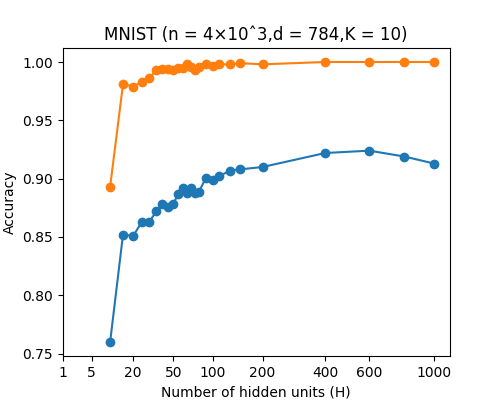 MNIST (n = 4×10ˆ3,d = 784,K = 10)
1.00
0.95
0.90
0.85
0.80
0.75
Accuracy
1 5 20 50 100 200 400 600 1000
Number of hidden units (H)